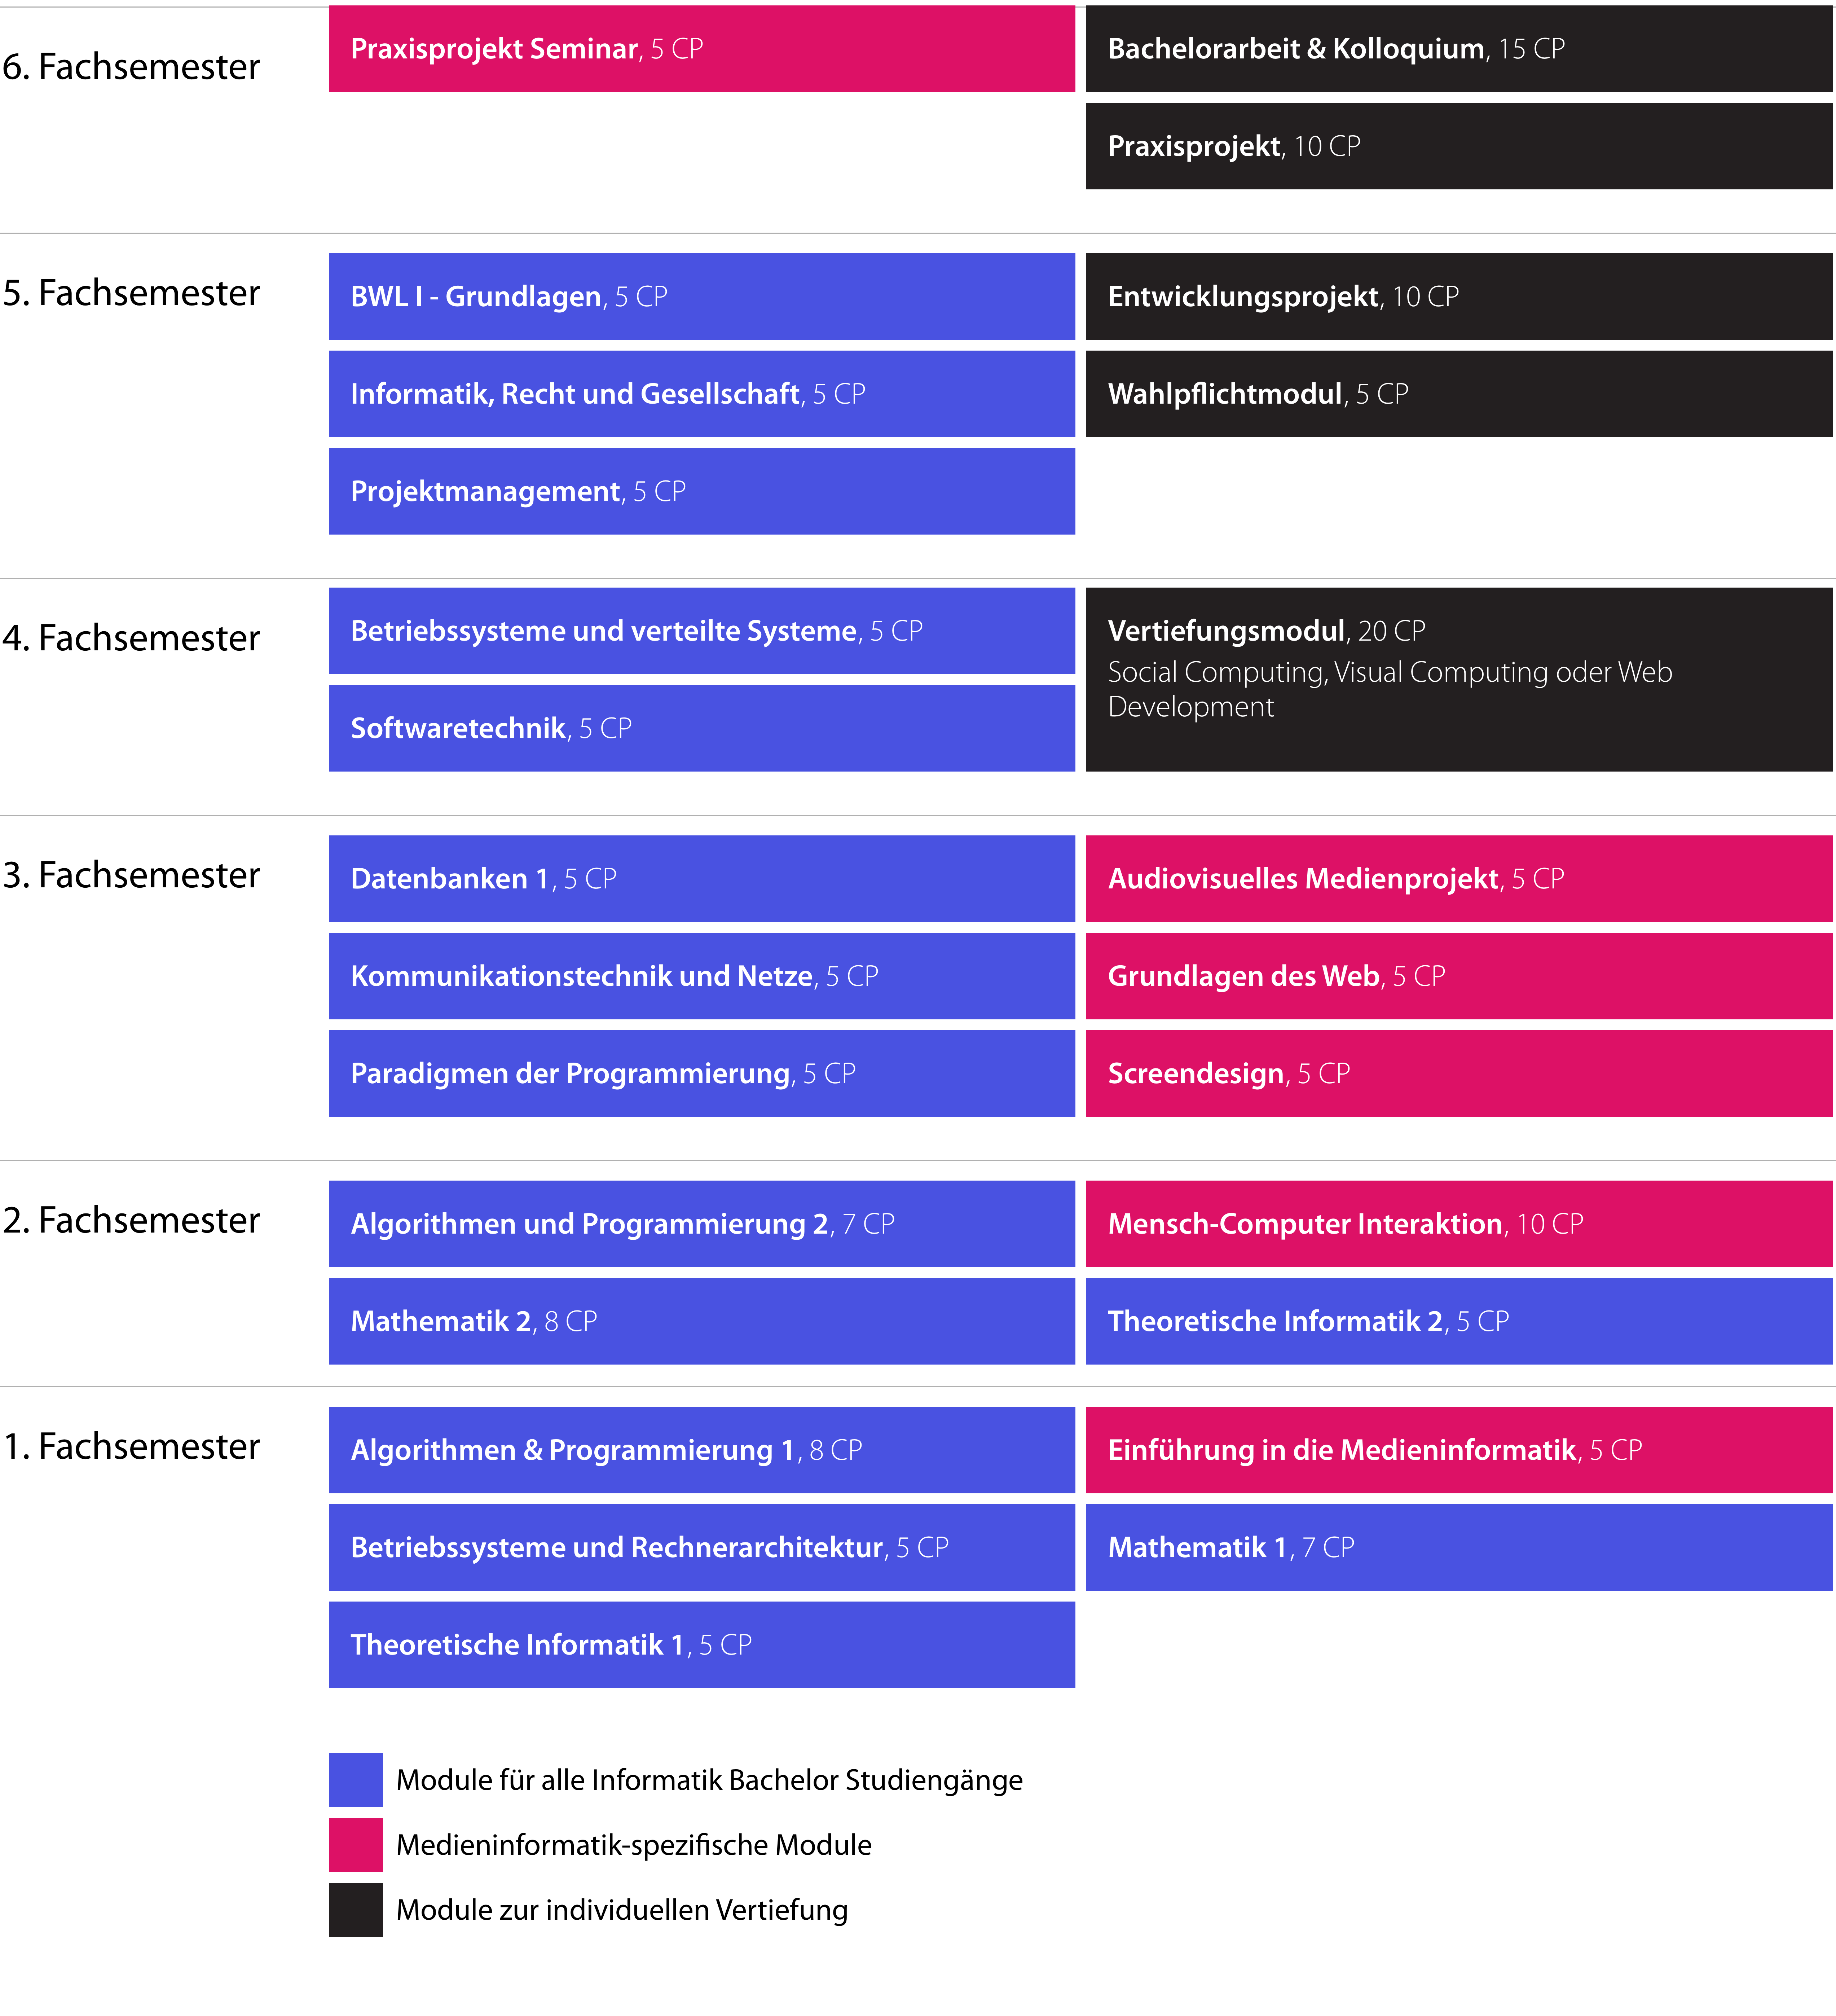 6. Fachsemester
Praxisprojekt Seminar, 5 CP
Bachelorarbeit & Kolloquium, 15 CP
Praxisprojekt, 10 CP
5. Fachsemester
BWL I - Grundlagen, 5 CP
Entwicklungsprojekt, 10 CP
Informatik, Recht und Gesellschaft, 5 CP
Wahlpflichtmodul, 5 CP
Projektmanagement, 5 CP
4. Fachsemester
Betriebssysteme und verteilte Systeme, 5 CP
Softwaretechnik, 5 CP
Vertiefungsmodul, 20 CP
Social Computing, Visual Computing oder Web
Development
3. Fachsemester
Datenbanken 1, 5 CP
Audiovisuelles Medienprojekt, 5 CP
Kommunikationstechnik und Netze, 5 CP
Grundlagen des Web, 5 CP
Paradigmen der Programmierung, 5 CP
Screendesign, 5 CP
2. Fachsemester
Algorithmen und Programmierung 2, 7 CP
Mensch-Computer Interaktion, 10 CP
Mathematik 2, 8 CP
Theoretische Informatik 2, 5 CP
1. Fachsemester
Algorithmen & Programmierung 1, 8 CP
Einführung in die Medieninformatik, 5 CP
Betriebssysteme und Rechnerarchitektur, 5 CP
Mathematik 1, 7 CP
Theoretische Informatik 1, 5 CP
Module für alle Informatik Bachelor Studiengänge
Medieninformatik-spezifische Module
Module zur individuellen Vertiefung